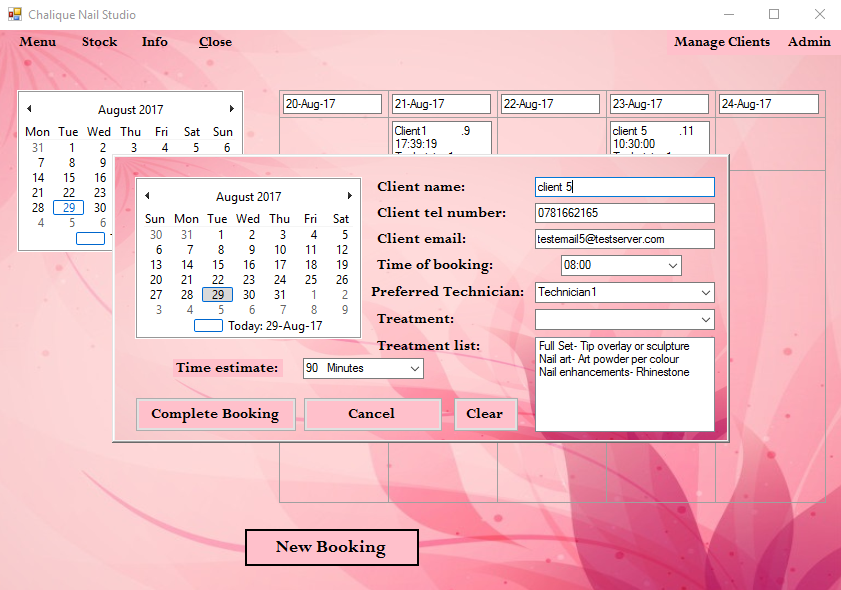 Chalique Nail Studio
Menu Stock Info Close Manage Clients Admin
August 2017
Mon Tue Wed Thu Fri Sat Sun
31 1 2 3 4 5 6
7 8 9
14 15 16
21 22 23
28 29 30
4 5 6
20-Aug-17 21-Aug-17 22-Aug-17 23-Aug-17 24-Aug-17
Client1 .9
17:39:19
client 5 .11
10:30:00
August 2017
Sun Mon Tue Wed Thu Fri Sat
30 31 1 2 3 4 5
6 7 8 9 10 11 12
13 14 15 16 17 18 19
20 21 22 23 24 25 26
27 28 29 30 31 1 2
3 4 5 6 7 8 9
Today: 29-Aug-17
Client name: client 5
Client tel number: 0781662165
Client email: testemail5@testserver.com
Time of booking: 08:00
Preferred Technician: Technician1
Treatment:
Treatment list: Full Set- Tip overlay or sculpture
Nail art- Art powder per colour
Nail enhancements- Rhinestone
Time estimate: 90 Minutes
Complete Booking Cancel Clear
New Booking